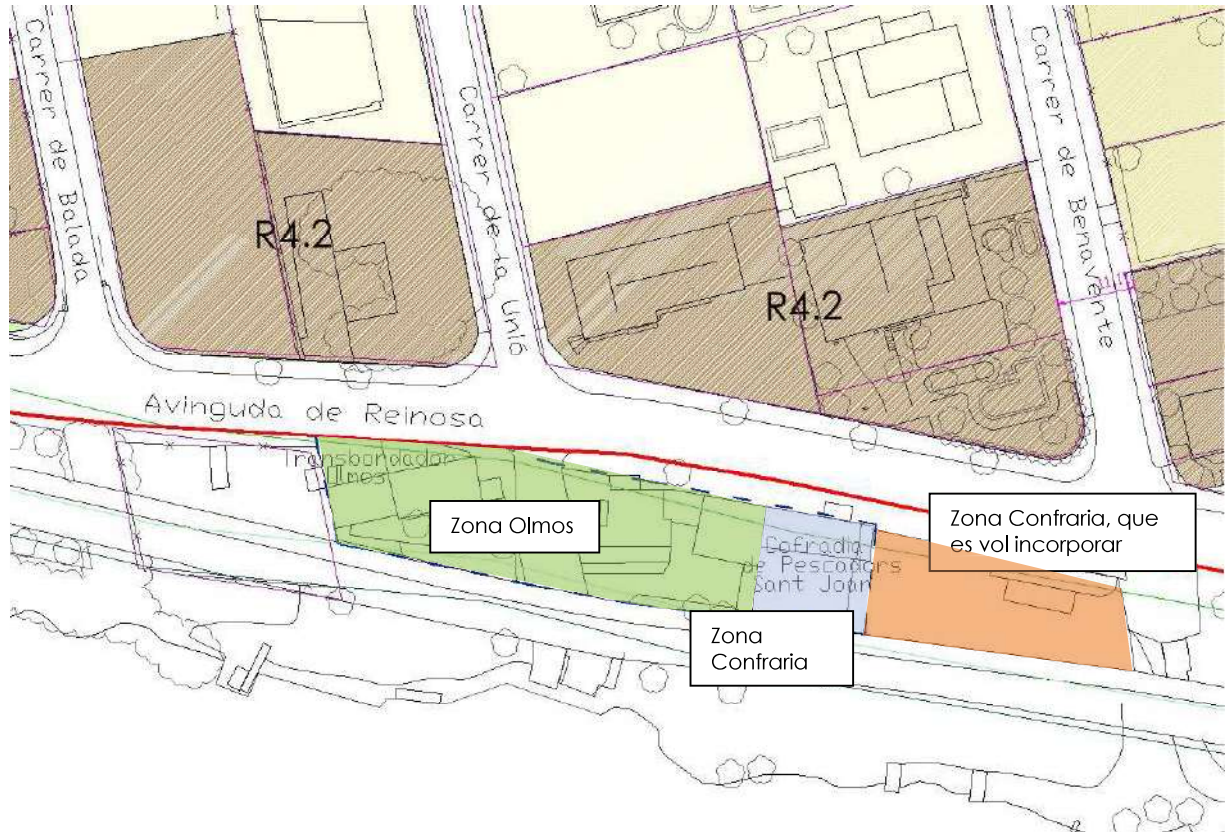 Carrer de Balada
Carrer de la Unió
Carrer de Benavente
R4.2
R4.2
Avinguda de Reinosa
Transbordador
Olmos
Zona Olmos
Cofradia
de Pescadors
Sant Joan
Zona Confraria, que
es vol incorporar
Zona
Confraria